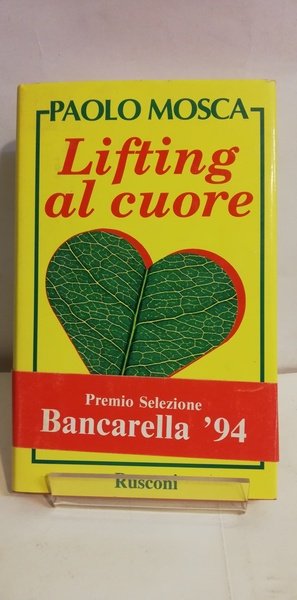 PAOLO MOSCA
Lifting
al cuore
Premio Selezione
Bancarella ’94
Rusconi